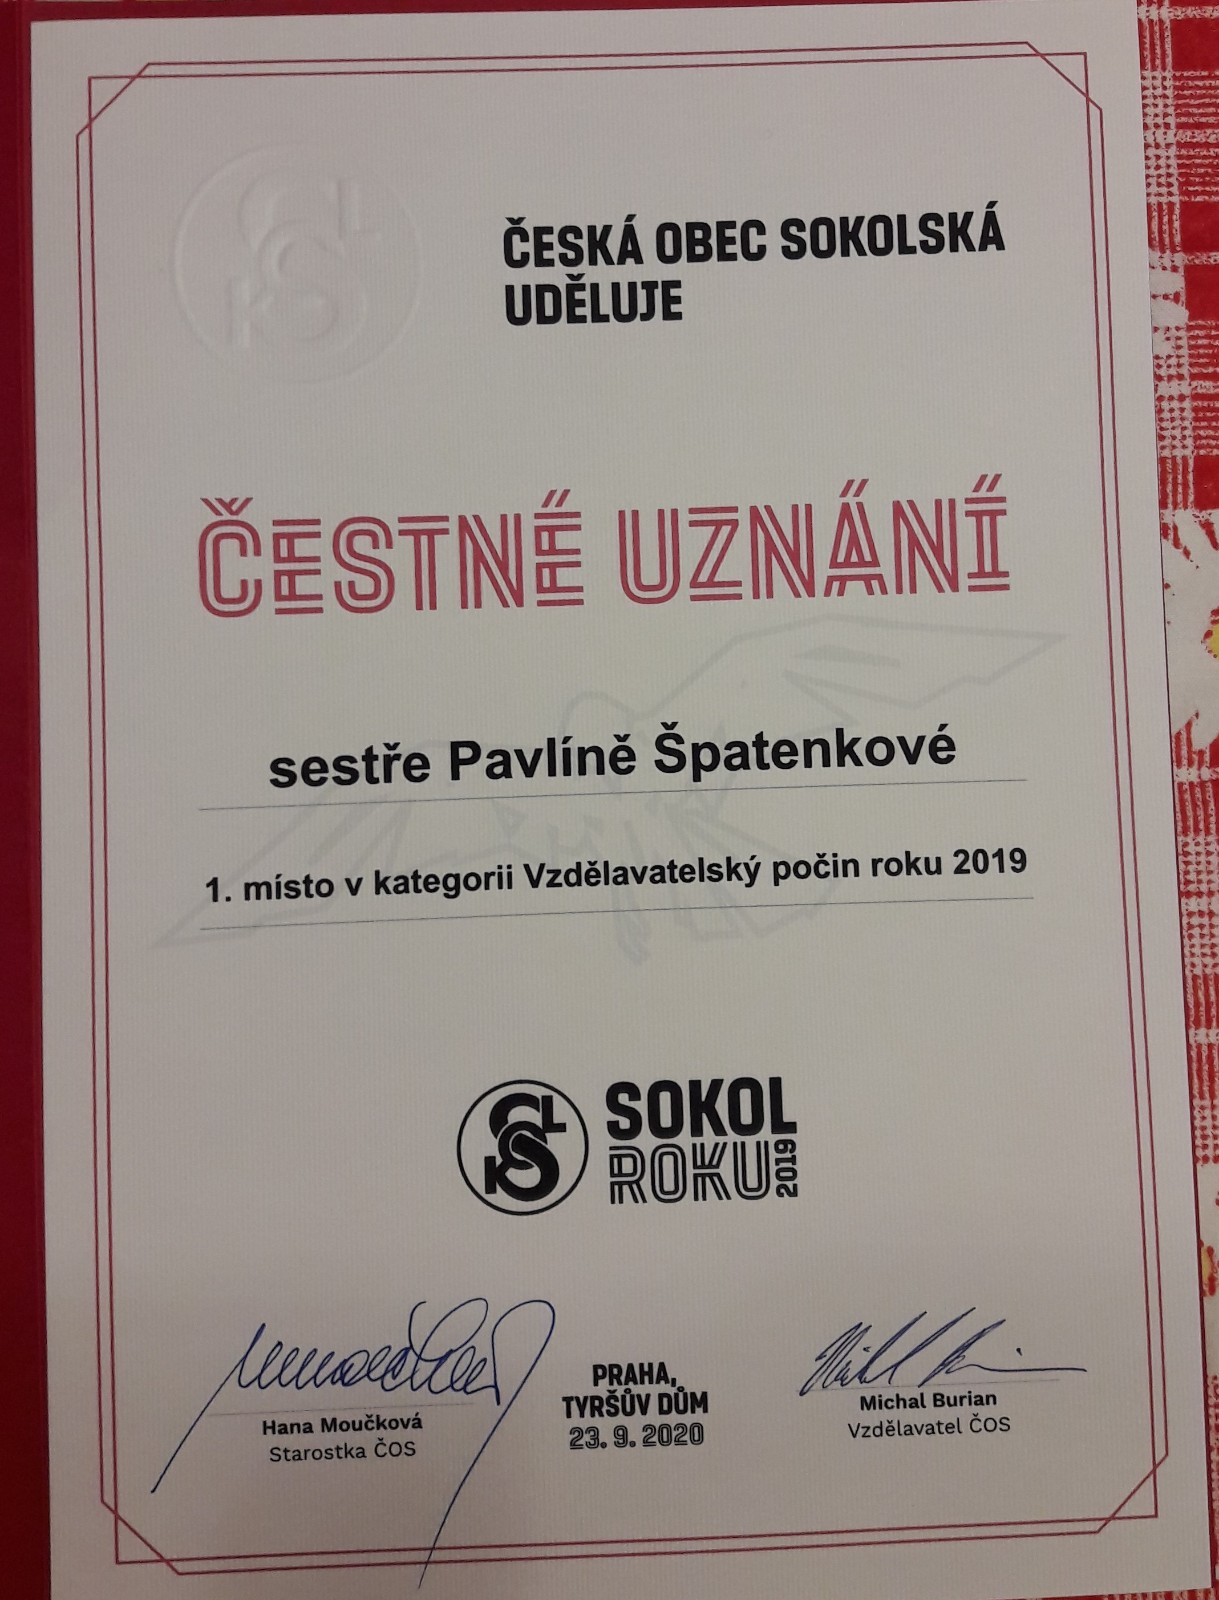 ČESKÁ OBEC SOKOLSKÁ
UDĚLUJE
ČESTNÉ UZNÁNÍ
sestře Pavlíně Špatenkové
1. místo v kategorii Vzdělavatelský počin roku 2019
SOKOL
ROKU 2019
Hana Moučková
Starostka ČOS
PRAHA,
TYRŠŮV DŮM
23. 9. 2020
Michal Burian
Vzdělavatel ČOS